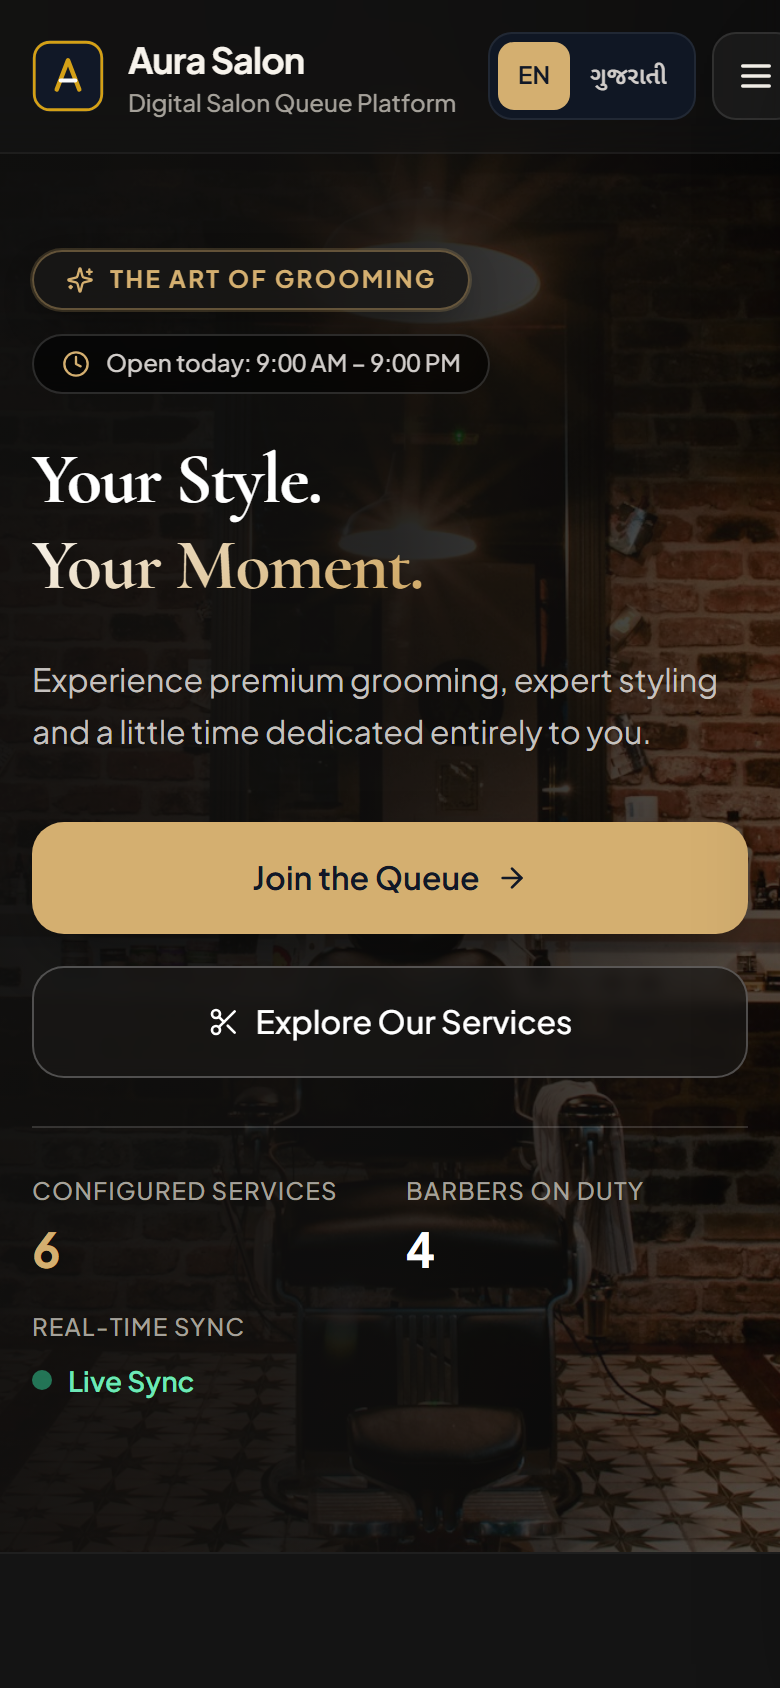 A
Aura Salon
Digital Salon Queue Platform
EN
ગુજરાતી
THE ART OF GROOMING
Open today: 9:00 AM – 9:00 PM
Your Style.
Your Moment.
Experience premium grooming, expert styling
and a little time dedicated entirely to you.
Join the Queue →
Explore Our Services
CONFIGURED SERVICES
6
BARBERS ON DUTY
4
REAL-TIME SYNC
Live Sync